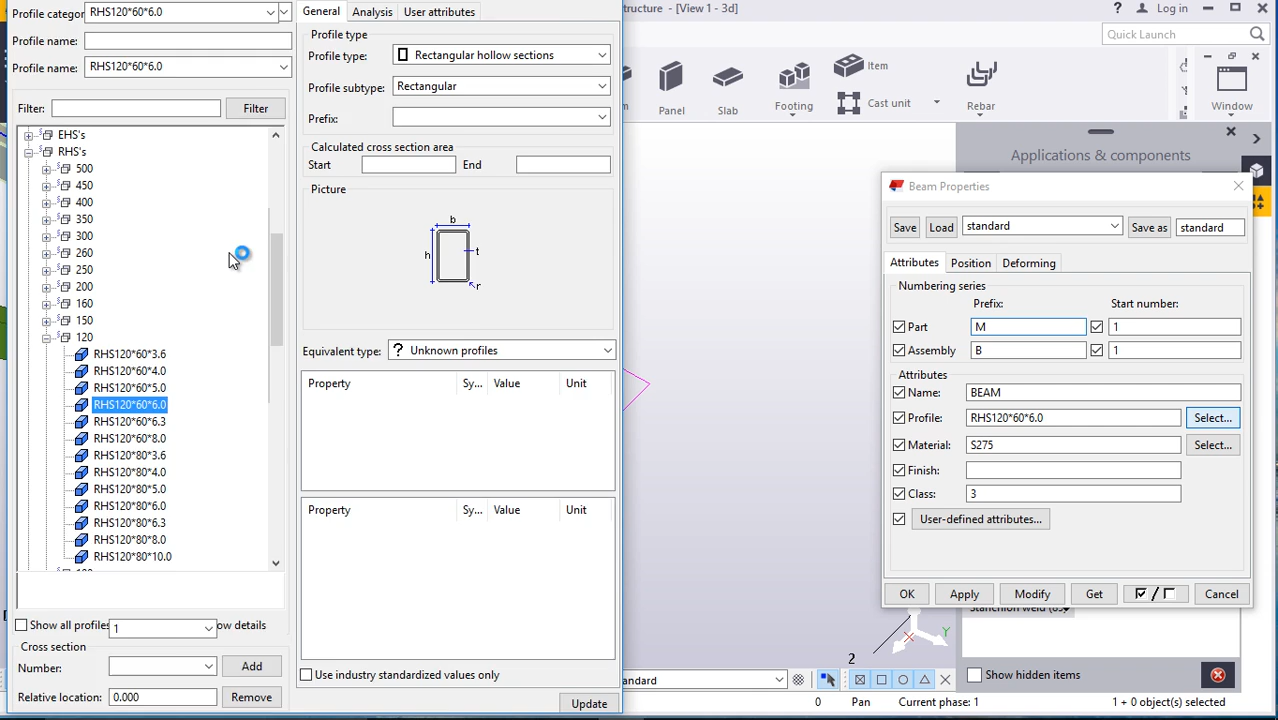 Profile categor RHS120*60*6.0
Profile name:
Profile name: RHS120*60*6.0
Filter: Filter
EHS's
RHS's
500
450
400
350
300
260
250
200
160
150
120
RHS120*60*3.6
RHS120*60*4.0
RHS120*60*5.0
RHS120*60*6.0
RHS120*60*6.3
RHS120*60*8.0
RHS120*80*3.6
RHS120*80*4.0
RHS120*80*5.0
RHS120*80*6.0
RHS120*80*6.3
RHS120*80*8.0
RHS120*80*10.0
Show all profiles 1 ow details
Cross section
Number: Add
Relative location: 0.000 Remove
General Analysis User attributes
Profile type
Profile type: Rectangular hollow sections
Profile subtype: Rectangular
Prefix:
Calculated cross section area
Start End
Picture
b
h t
r
Equivalent type: ? Unknown profiles
Property Sy... Value Unit
Property Sy... Value Unit
Use industry standardized values only
Update
tructure - [View 1 - 3d]
? Log in
Quick Launch
Panel Slab Footing Item Cast unit Rebar Window
Applications & components
Beam Properties
Save Load standard Save as standard
Attributes Position Deforming
Numbering series
Prefix: Start number:
Part M 1
Assembly B 1
Attributes
Name: BEAM
Profile: RHS120*60*6.0 Select...
Material: S275 Select...
Finish:
Class: 3
User-defined attributes...
OK Apply Modify Get / Cancel
2 Y
Show hidden items
ndard
0 Pan Current phase: 1 1 + 0 object(s) selected